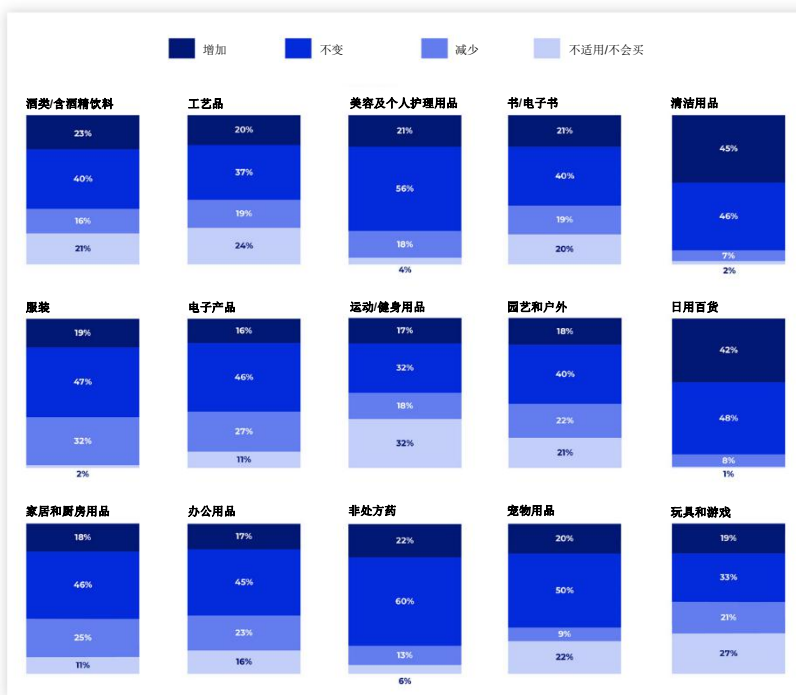 增加 不变 减少 不适用/不会买
酒类/含酒精饮料 工艺品 美容及个人护理用品 书/电子书 清洁用品
23% 20% 21% 21% 45%
40% 37% 56% 40% 46%
16% 19% 18% 19% 7%
21% 24% 4% 20% 2%
服装 电子产品 运动/健身用品 园艺和户外 日用百货
19% 16% 17% 18% 42%
47% 46% 32% 40% 48%
32% 27% 18% 22% 8%
2% 11% 32% 21% 1%
家居和厨房用品 办公用品 非处方药 宠物用品 玩具和游戏
18% 17% 22% 20% 19%
46% 45% 60% 50% 33%
25% 23% 13% 9% 21%
11% 16% 6% 22% 27%